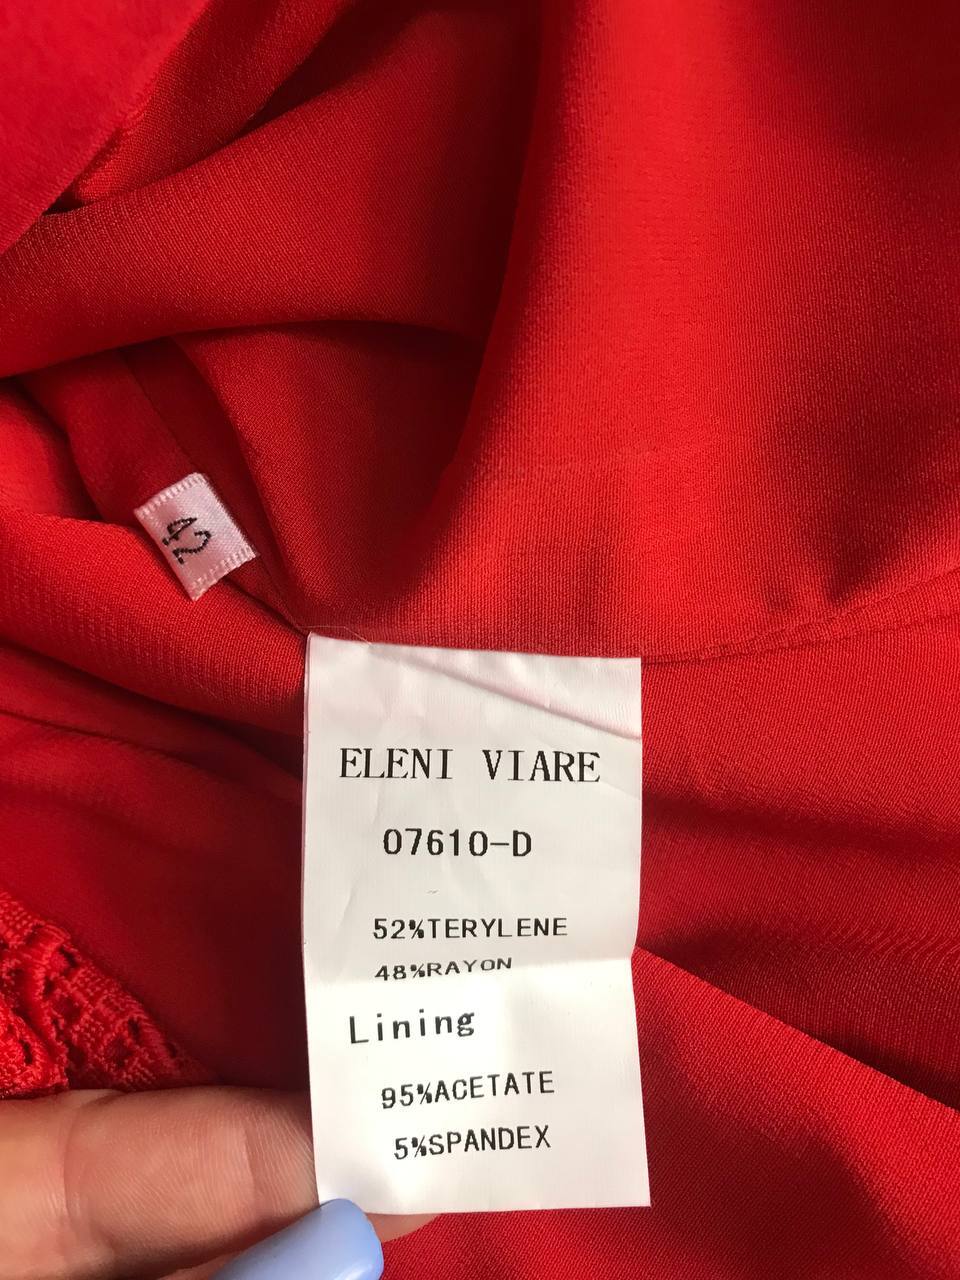 42
ELENI VIARE
07610-D
52%TERYLENE
48%RAYON
Lining
95%ACETATE
5%SPANDEX